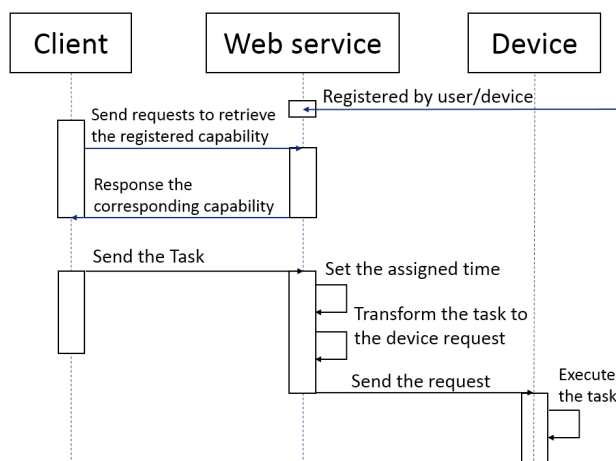 Client
Web service
Device
Registered by user/device
Send requests to retrieve
the registered capability
Response the
corresponding capability
Send the Task
Set the assigned time
Transform the task to
the device request
Send the request
Execute
the task